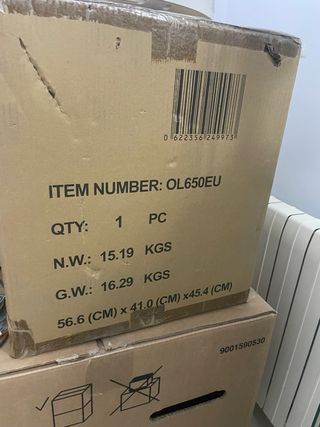 0 622356 249973
ITEM NUMBER: OL650EU
QTY: 1 PC
N.W.: 15.19 KGS
G.W.: 16.29 KGS
56.6 (CM) x 41.0 (CM) x45.4 (CM)
9001590530